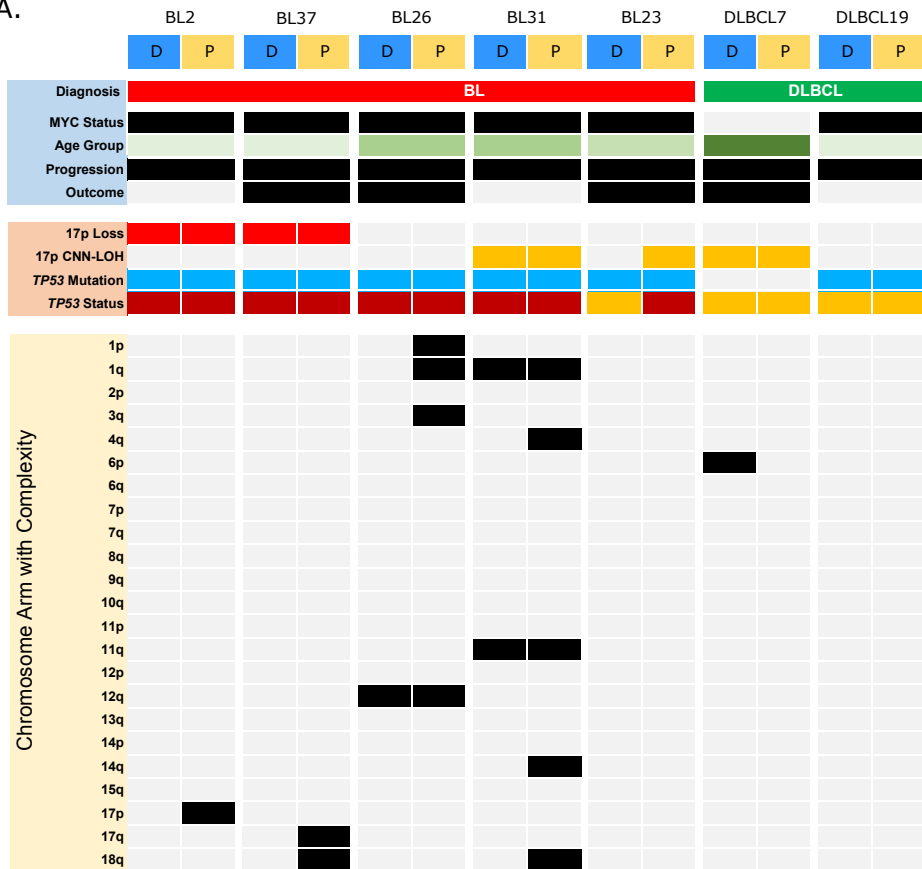 A.
BL2 BL37 BL26 BL31 BL23 DLBCL7 DLBCL19
D P D P D P D P D P D P D P
Diagnosis BL DLBCL
MYC Status
Age Group
Progression
Outcome
17p Loss
17p CNN-LOH
TP53 Mutation
TP53 Status
Chromosome Arm with Complexity
1p
1q
2p
3q
4q
6p
6q
7p
7q
8q
9q
10q
11p
11q
12p
12q
13q
14p
14q
15q
17p
17q
18q